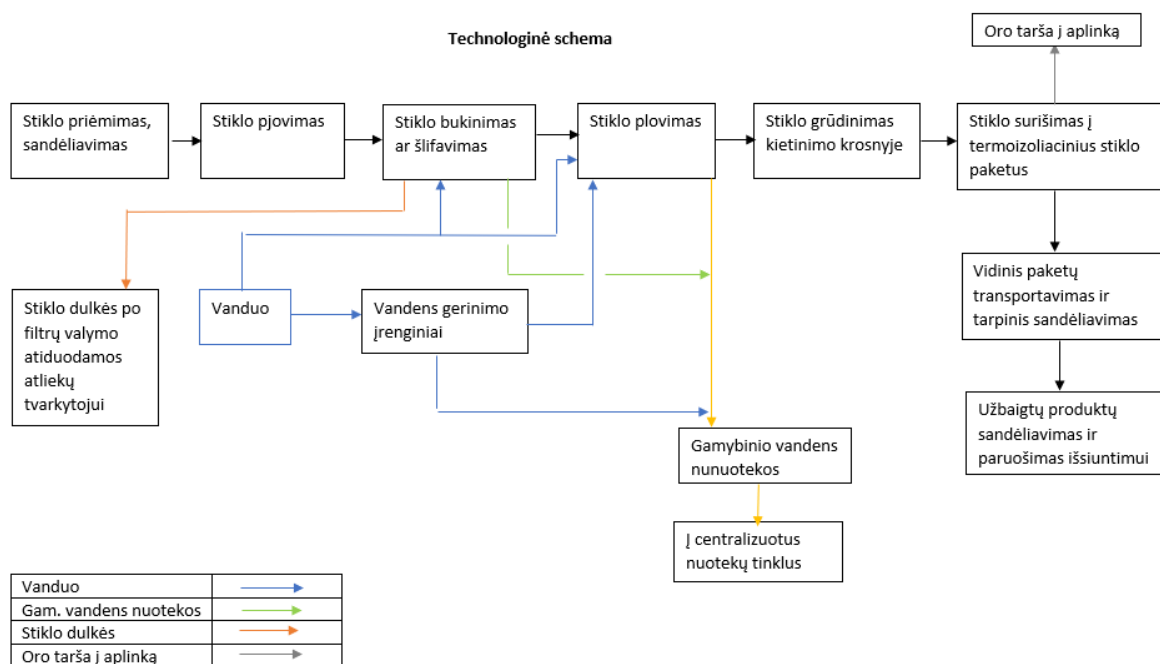 Technologinė schema
Oro tarša į aplinką
Stiklo priėmimas,
sandėliavimas
Stiklo pjovimas
Stiklo bukinimas
ar šlifavimas
Stiklo plovimas
Stiklo grūdinimas
kietinimo krosnyje
Stiklo surišimas į
termoizoliacinius stiklo
paketus
Stiklo dulkės po
filtrų valymo
atiduodamos
atliekų
tvarkytojui
Vanduo
Vandens gerinimo
įrenginiai
Vidinis paketų
transportavimas ir
tarpinis sandėliavimas
Užbaigtų produktų
sandėliavimas ir
paruošimas išsiuntimui
Gamybinio vandens
nunuotekos
Į centralizuotus
nuotekų tinklus
Vanduo
Gam. vandens nuotekos
Stiklo dulkės
Oro tarša į aplinką